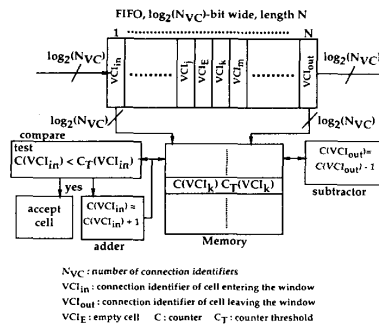 FIFO, log2(NVC)-bit wide, length N
1 N
log2(NVC) log2(NVC)
VCIin VCIj VCIE VCIk VCIm VCIout
log2(NVC) log2(NVC)
compare
test
C(VCIin) < CT(VCIin)
yes
accept
cell
C(VCIin) =
C(VCIin) + 1
adder
C(VCIk) CT(VCIk)
Memory
C(VCIout)=
C(VCIout) - 1
subtractor
NVC : number of connection identifiers
VCIin : connection identifier of cell entering the window
VCIout : connection identifier of cell leaving the window
VCIE : empty cell C : counter CT : counter threshold